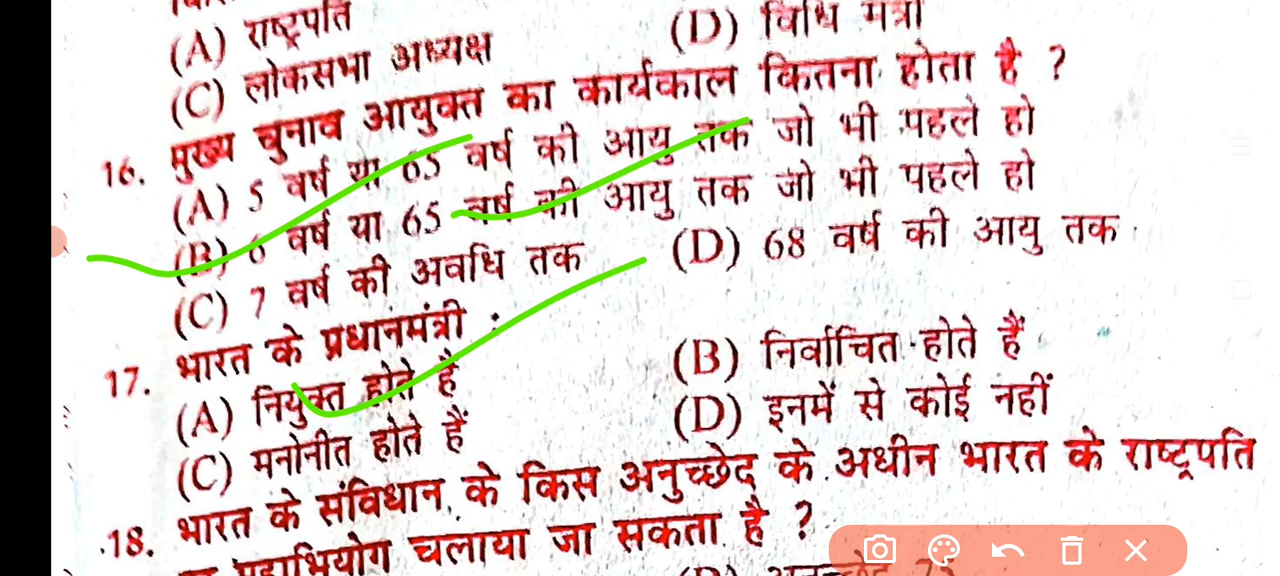 (A) राष्ट्रपति
(D) विधि मंत्री
(C) लोकसभा अध्यक्ष
16. मुख्य चुनाव आयुक्त का कार्यकाल कितना होता है ?
(A) 5 वर्ष या 65 वर्ष की आयु तक जो भी पहले हो
(B) 6 वर्ष या 65 वर्ष की आयु तक जो भी पहले हो
(C) 7 वर्ष की अवधि तक (D) 68 वर्ष की आयु तक
17. भारत के प्रधानमंत्री :
(A) नियुक्त होते हैं (B) निर्वाचित होते हैं
(C) मनोनीत होते हैं (D) इनमें से कोई नहीं
18. भारत के संविधान के किस अनुच्छेद के अधीन भारत के राष्ट्रपति
महाभियोग चलाया जा सकता है ?